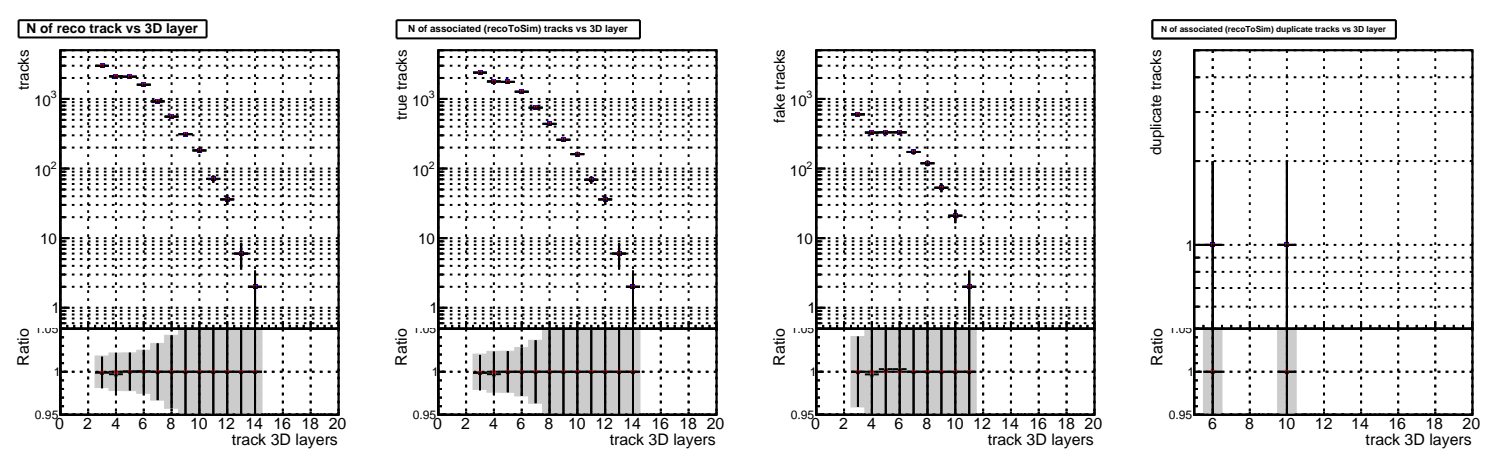 N of reco track vs 3D layer
tracks
10³
10²
10
1
1.05
Ratio
1
0.95
0 2 4 6 8 10 12 14 16 18 20
track 3D layers
N of associated (recoToSim) tracks vs 3D layer
true tracks
10³
10²
10
1
1.05
Ratio
1
0.95
0 2 4 6 8 10 12 14 16 18 20
track 3D layers
fake tracks
10³
10²
10
1
1.05
Ratio
1
0.95
0 2 4 6 8 10 12 14 16 18 20
track 3D layers
N of associated (recoToSim) duplicate tracks vs 3D layer
duplicate tracks
1
1.05
Ratio
1
0.95
6 8 10 12 14 16 18 20
track 3D layers